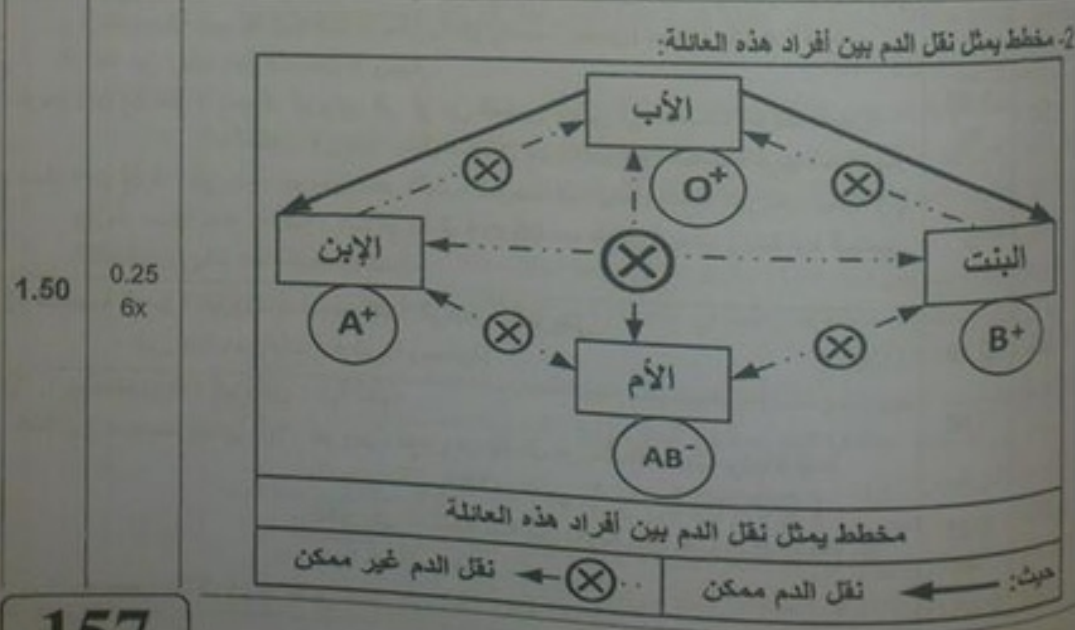 2- مخطط يمثل نقل الدم بين أفراد هذه العائلة:
الأب
O+
الإبن
A+
البنت
B+
الأم
AB-
1.50
0.25
6x
مخطط يمثل نقل الدم بين أفراد هذه العائلة
حيث:
نقل الدم ممكن
نقل الدم غير ممكن
157